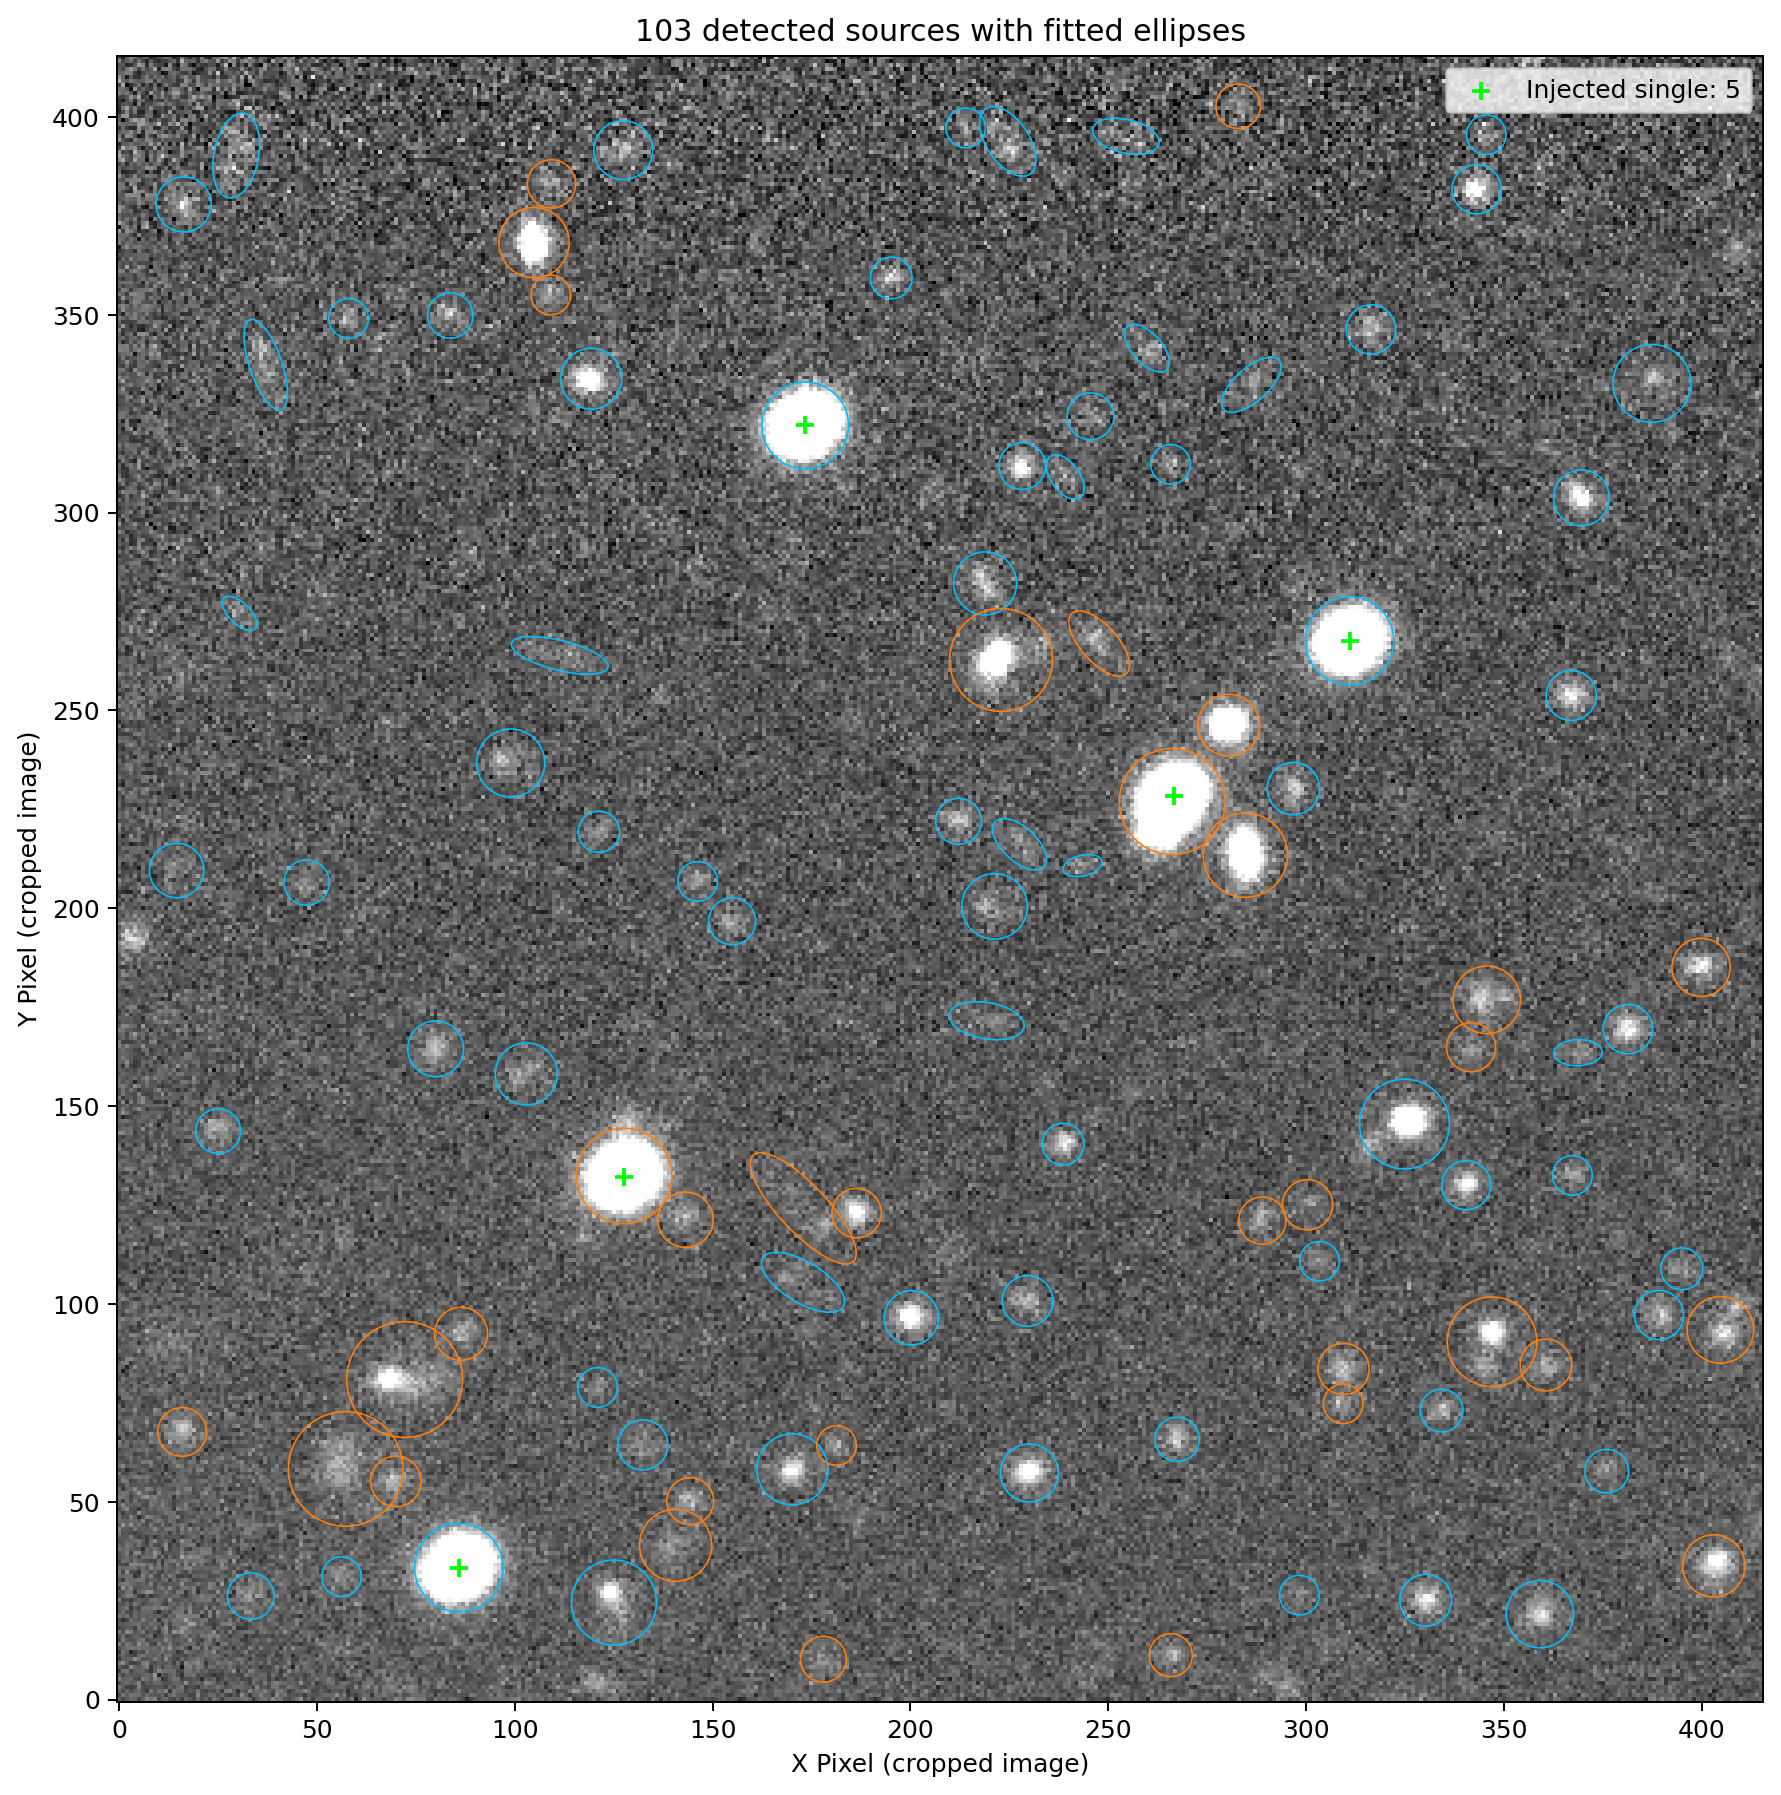 103 detected sources with fitted ellipses
Injected single: 5
Y Pixel (cropped image)
400
350
300
250
200
150
100
50
0
0 50 100 150 200 250 300 350 400
X Pixel (cropped image)